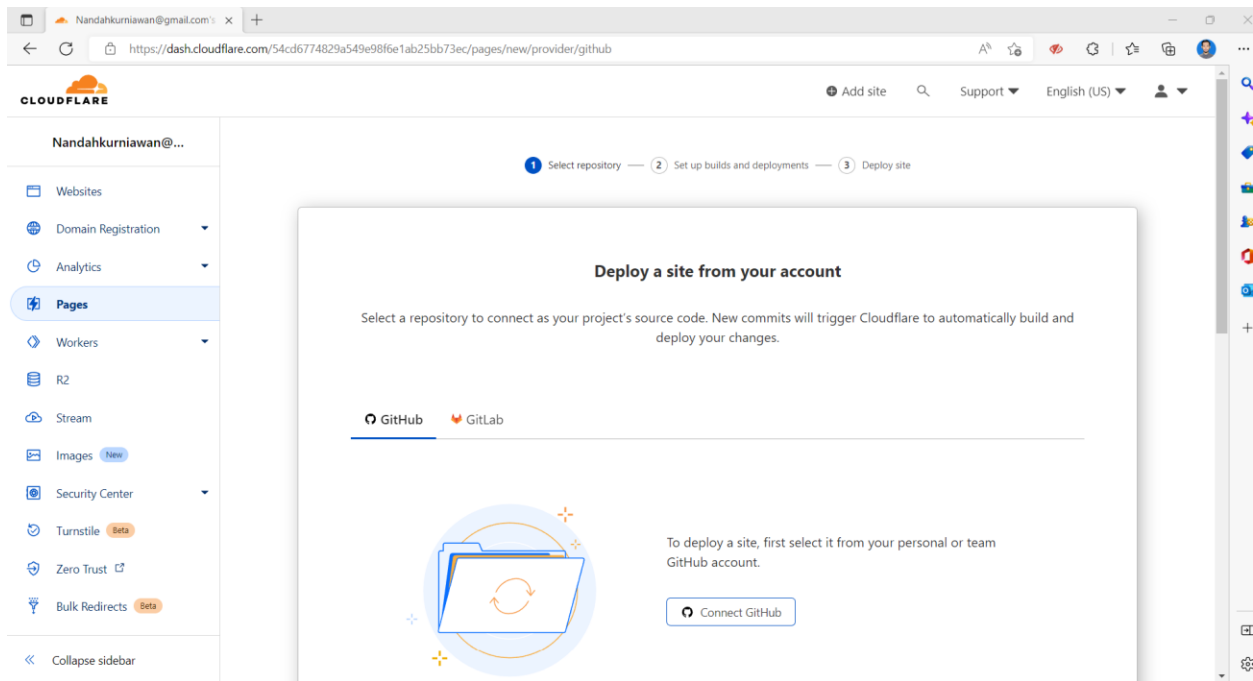 Nandahkurniawan@gmail.com's
https://dash.cloudflare.com/54cd6774829a549e98f6e1ab25bb73ec/pages/new/provider/github
CLOUDFLARE
Add site
Support
English (US)
Nandahkurniawan@...
Websites
Domain Registration
Analytics
Pages
Workers
R2
Stream
Images New
Security Center
Turnstile Beta
Zero Trust
Bulk Redirects Beta
Collapse sidebar
1 Select repository
2 Set up builds and deployments
3 Deploy site
Deploy a site from your account
Select a repository to connect as your project's source code. New commits will trigger Cloudflare to automatically build and
deploy your changes.
GitHub
GitLab
To deploy a site, first select it from your personal or team
GitHub account.
Connect GitHub